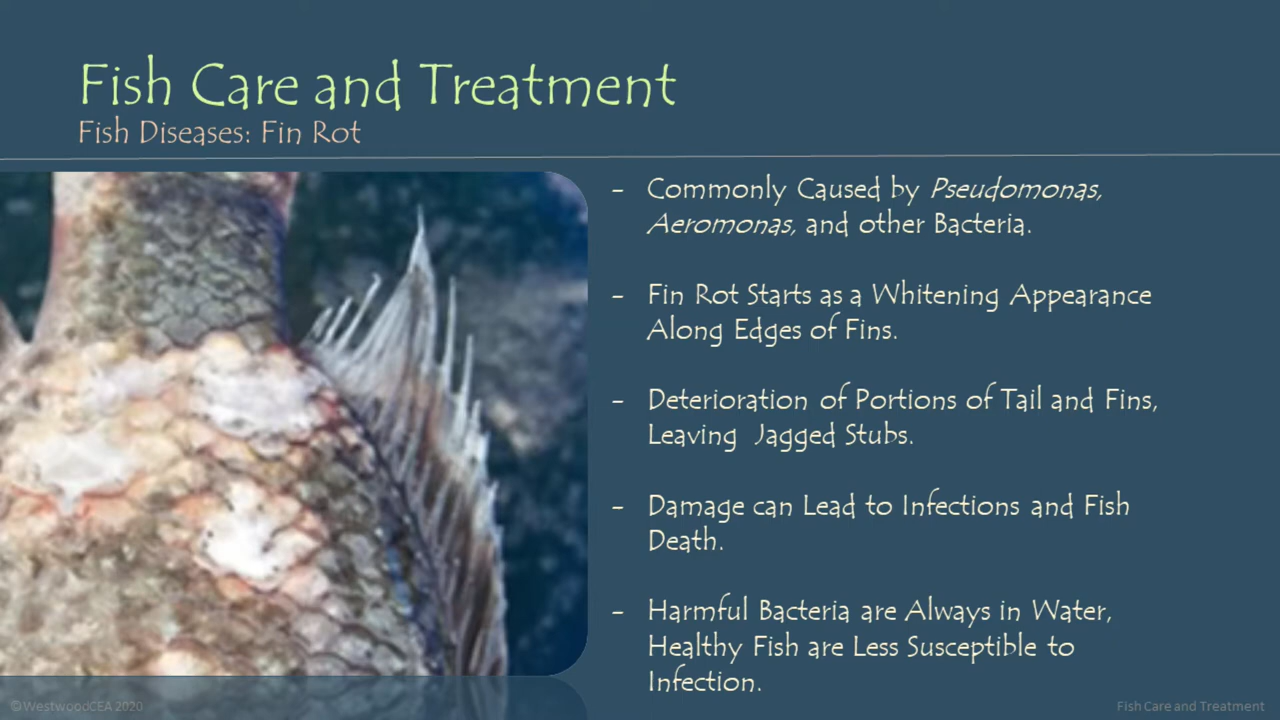 Fish Care and Treatment
Fish Diseases: Fin Rot
- Commonly Caused by Pseudomonas,
Aeromonas, and other Bacteria.
- Fin Rot Starts as a Whitening Appearance
Along Edges of Fins.
- Deterioration of Portions of Tail and Fins,
Leaving  Jagged Stubs.
- Damage can Lead to Infections and Fish
Death.
- Harmful Bacteria are Always in Water,
Healthy Fish are Less Susceptible to
Infection.
©WestwoodCEA 2020
Fish Care and Treatment